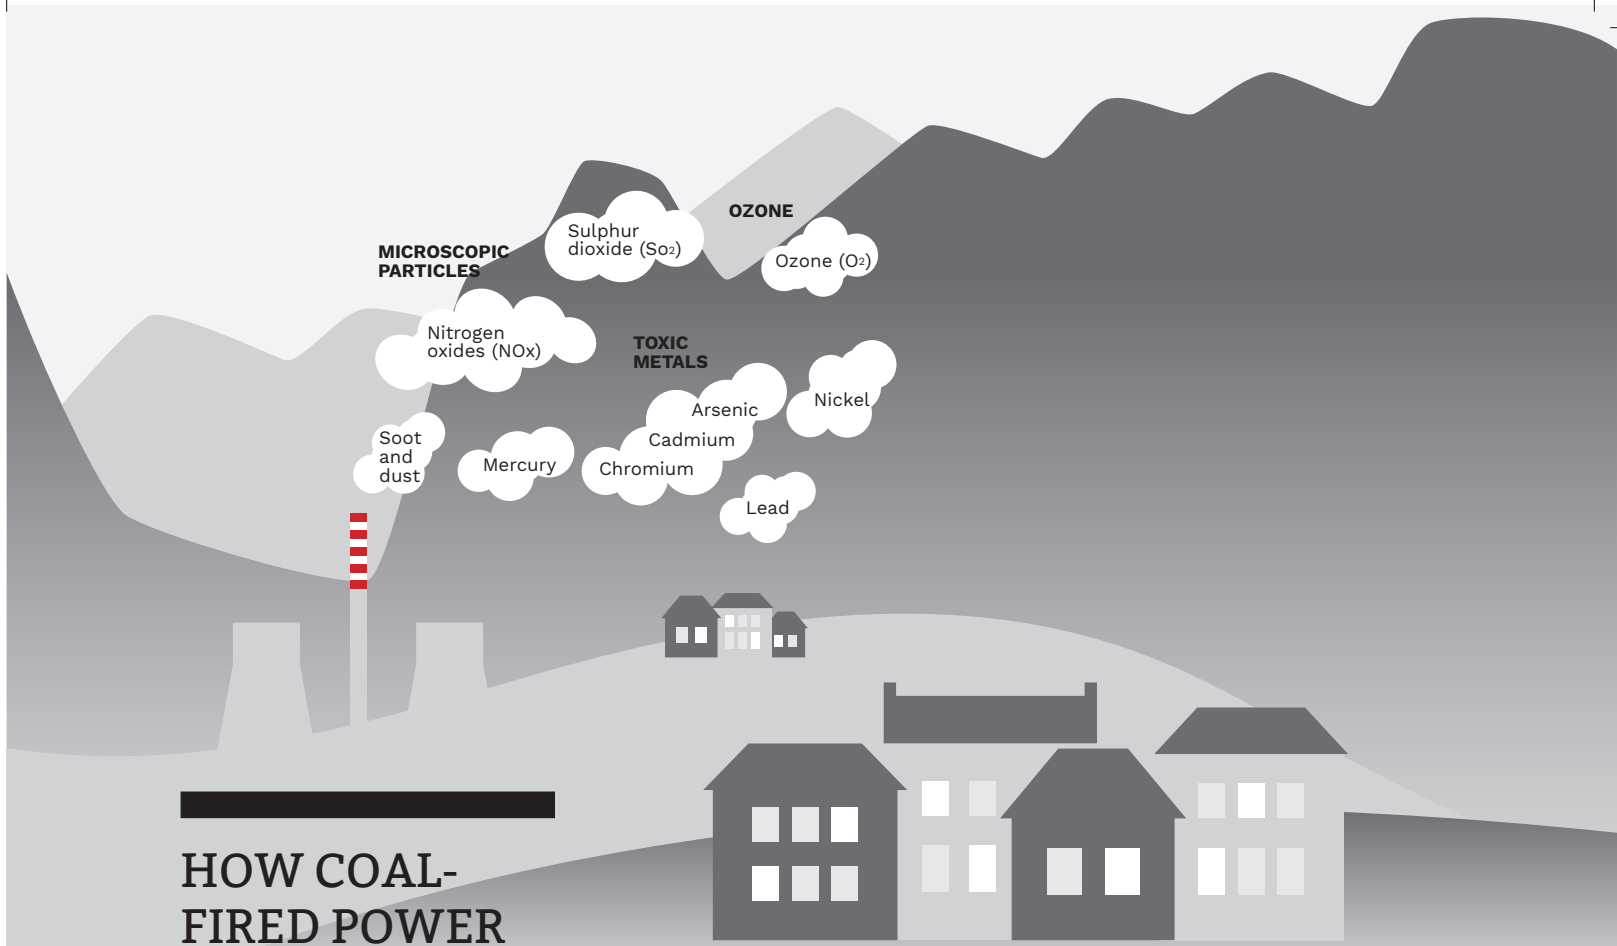 MICROSCOPIC
PARTICLES
Sulphur
dioxide (So₂)
OZONE
Ozone (O₂)
Nitrogen
oxides (NOx)
TOXIC
METALS
Soot
and
dust
Mercury
Arsenic
Cadmium
Chromium
Nickel
Lead
HOW COAL-
FIRED POWER